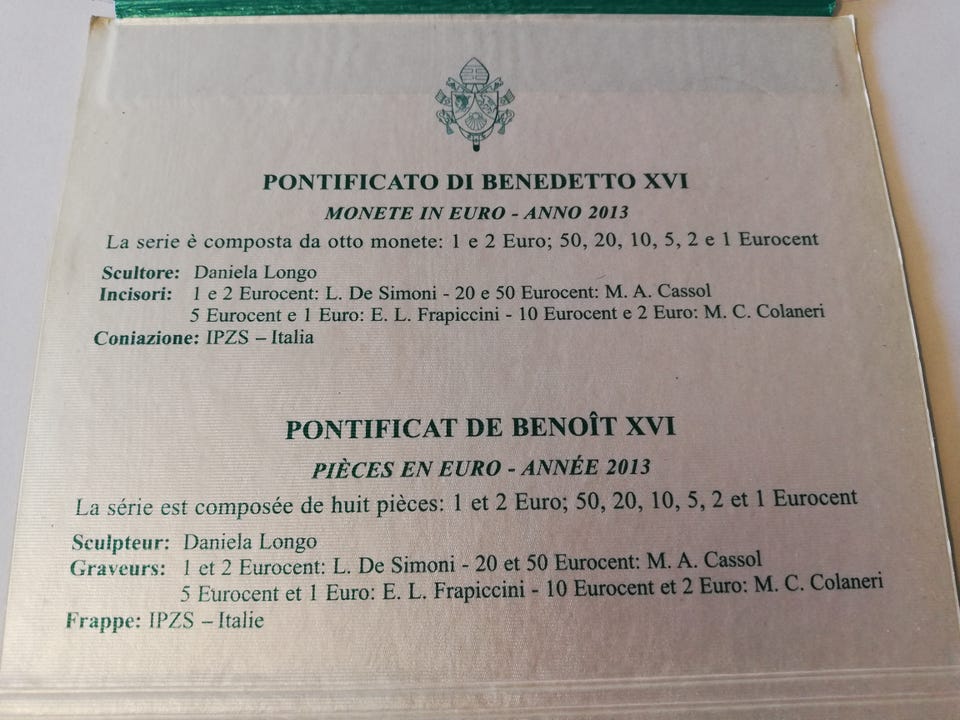 PONTIFICATO DI BENEDETTO XVI
MONETE IN EURO - ANNO 2013
La serie è composta da otto monete: 1 e 2 Euro; 50, 20, 10, 5, 2 e 1 Eurocent
Scultore: Daniela Longo
Incisori: 1 e 2 Eurocent: L. De Simoni - 20 e 50 Eurocent: M. A. Cassol
5 Eurocent e 1 Euro: E. L. Frapiccini - 10 Eurocent e 2 Euro: M. C. Colaneri
Coniazione: IPZS – Italia
PONTIFICAT DE BENOÎT XVI
PIÈCES EN EURO - ANNÉE 2013
La série est composée de huit pièces: 1 et 2 Euro; 50, 20, 10, 5, 2 et 1 Eurocent
Sculpteur: Daniela Longo
Graveurs: 1 et 2 Eurocent: L. De Simoni - 20 et 50 Eurocent: M. A. Cassol
5 Eurocent et 1 Euro: E. L. Frapiccini - 10 Eurocent et 2 Euro: M. C. Colaneri
Frappe: IPZS – Italie